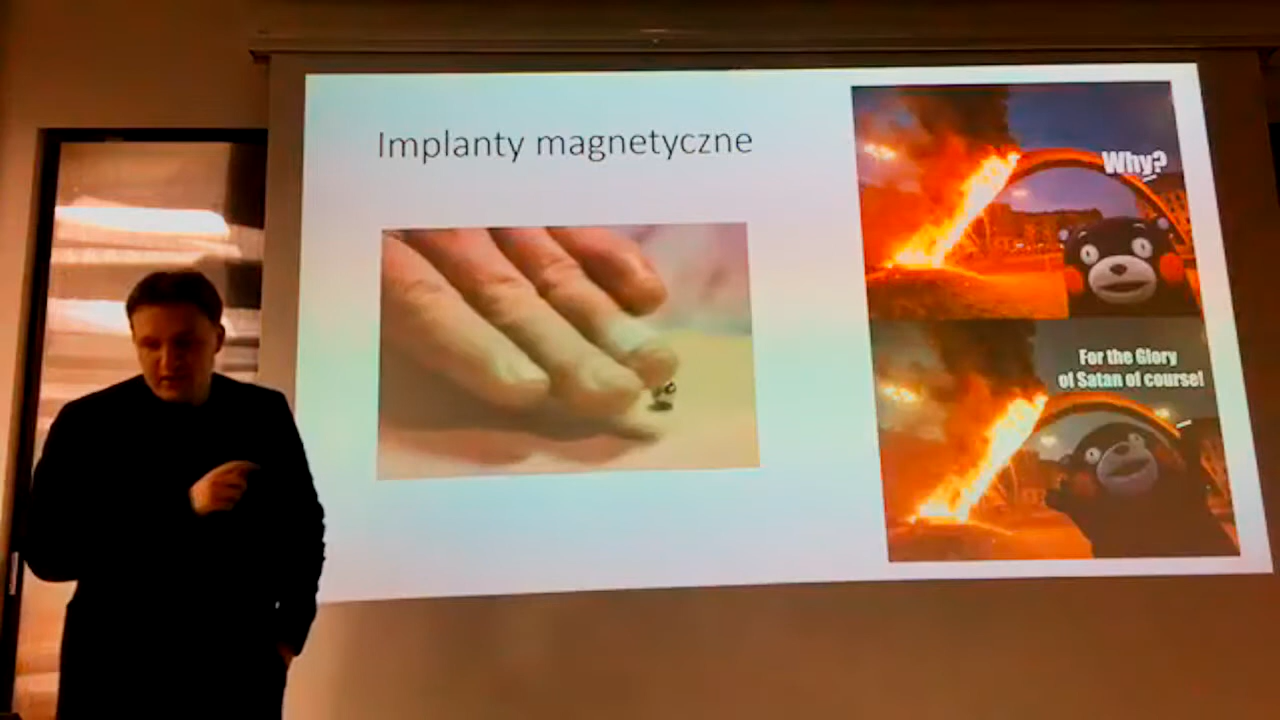 Implanty magnetyczne
Why?
For the Glory
of Satan of course!